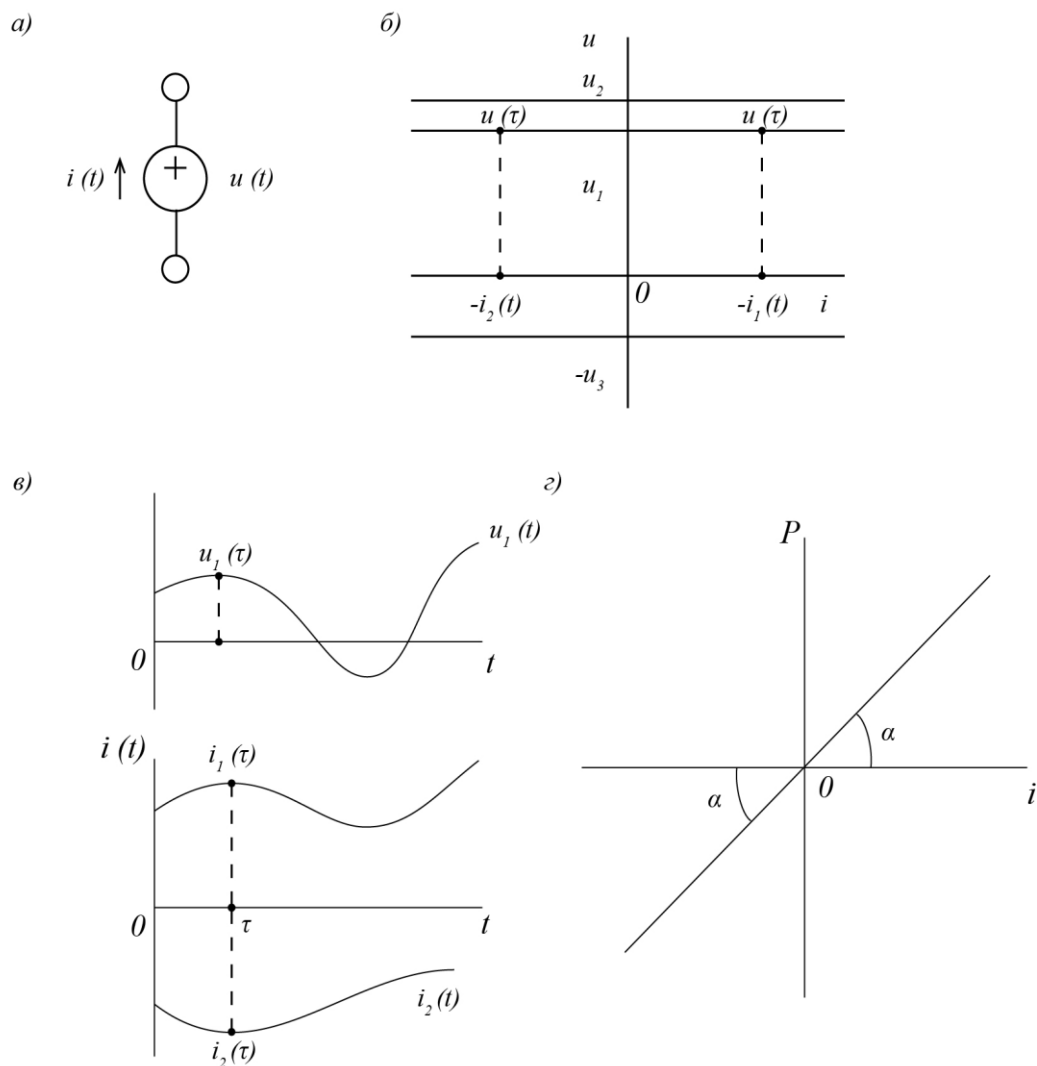 а)
i (t)
+
u (t)
б)
u
u₂
u (τ) u (τ)
u₁
0
-i₂ (t) -i₁ (t) i
-u₃
в)
u₁ (t)
u₁ (τ)
0 t
i (t)
i₁ (τ)
0 τ t
i₂ (t)
i₂ (τ)
г)
P
α
0
α
i